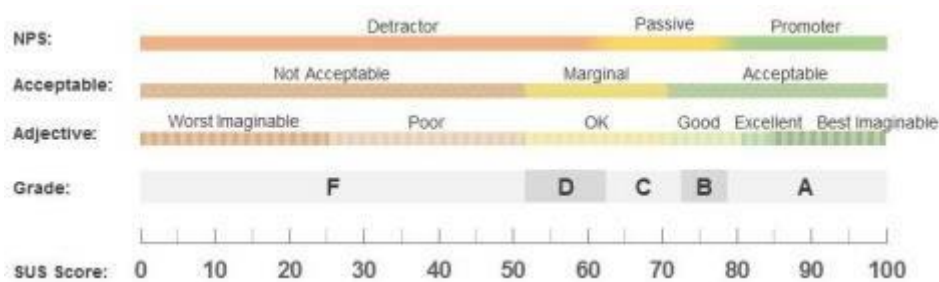 NPS: Detractor Passive Promoter
Acceptable: Not Acceptable Marginal Acceptable
Adjective: Worst Imaginable Poor OK Good Excellent Best Imaginable
Grade: F D C B A
SUS Score: 0 10 20 30 40 50 60 70 80 90 100